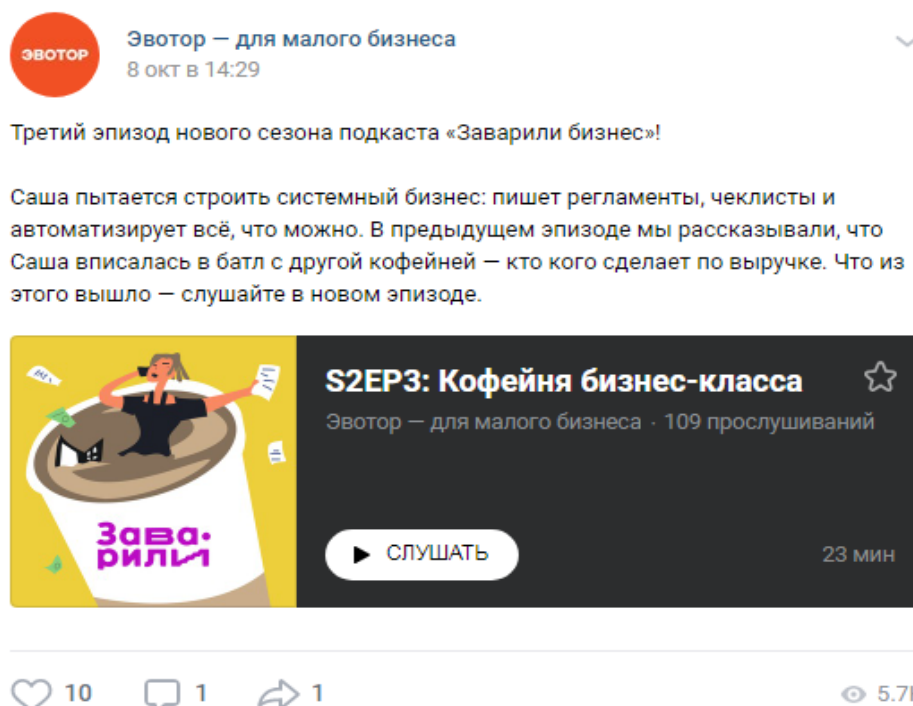 ЭВОТОР
Эвотор — для малого бизнеса
8 окт в 14:29
Третий эпизод нового сезона подкаста «Заварили бизнес»!
Саша пытается строить системный бизнес: пишет регламенты, чеклисты и
автоматизирует всё, что можно. В предыдущем эпизоде мы рассказывали, что
Саша вписалась в батл с другой кофейней — кто кого сделает по выручке. Что из
этого вышло — слушайте в новом эпизоде.
S2EP3: Кофейня бизнес-класса
Эвотор — для малого бизнеса · 109 прослушиваний
Зава•
рили
СЛУШАТЬ
23 мин
10
1
1
5.7